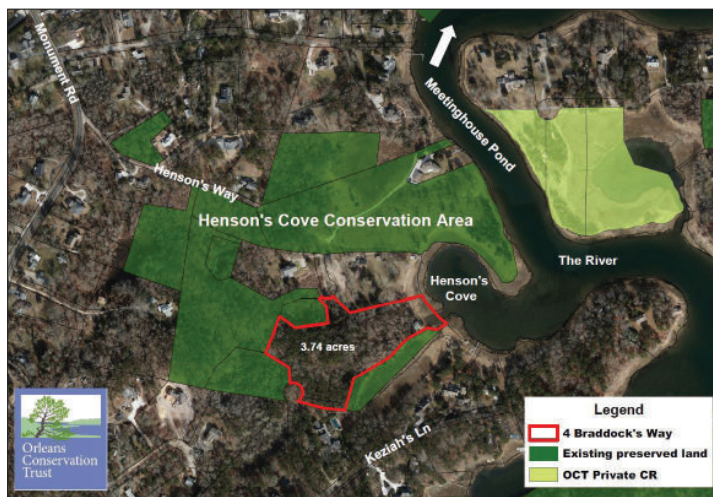 Monument Rd
Meetinghouse Pond
Henson's Way
Henson's Cove Conservation Area
The River
Henson's
Cove
3.74 acres
Keziah's Ln
Orleans
Conservation
Trust
Legend
4 Braddock's Way
Existing preserved land
OCT Private CR